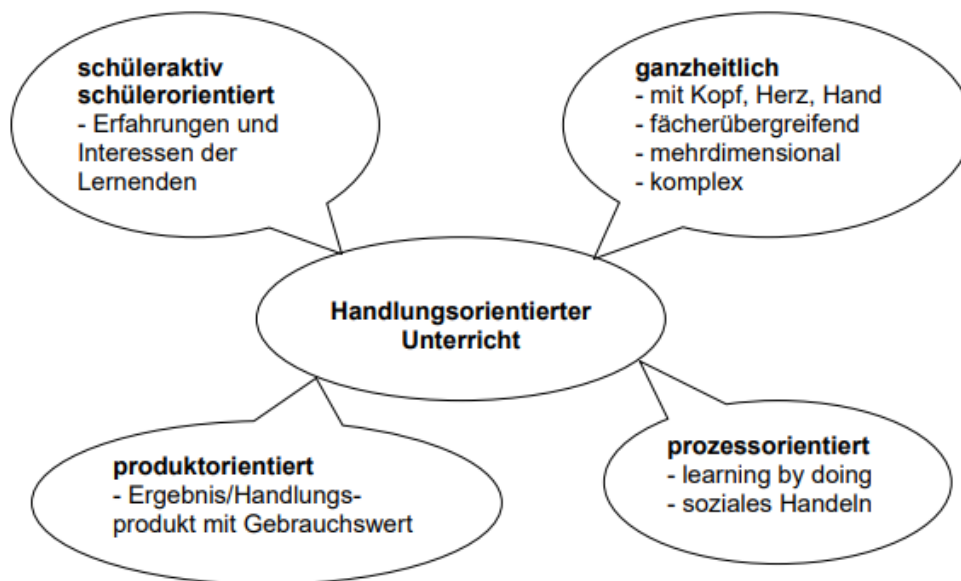 schüleraktiv
schülerorientiert
- Erfahrungen und
Interessen der
Lernenden
ganzheitlich
- mit Kopf, Herz, Hand
- fächerübergreifend
- mehrdimensional
- komplex
Handlungsorientierter
Unterricht
produktorientiert
- Ergebnis/Handlungs-
produkt mit Gebrauchswert
prozessorientiert
- learning by doing
- soziales Handeln